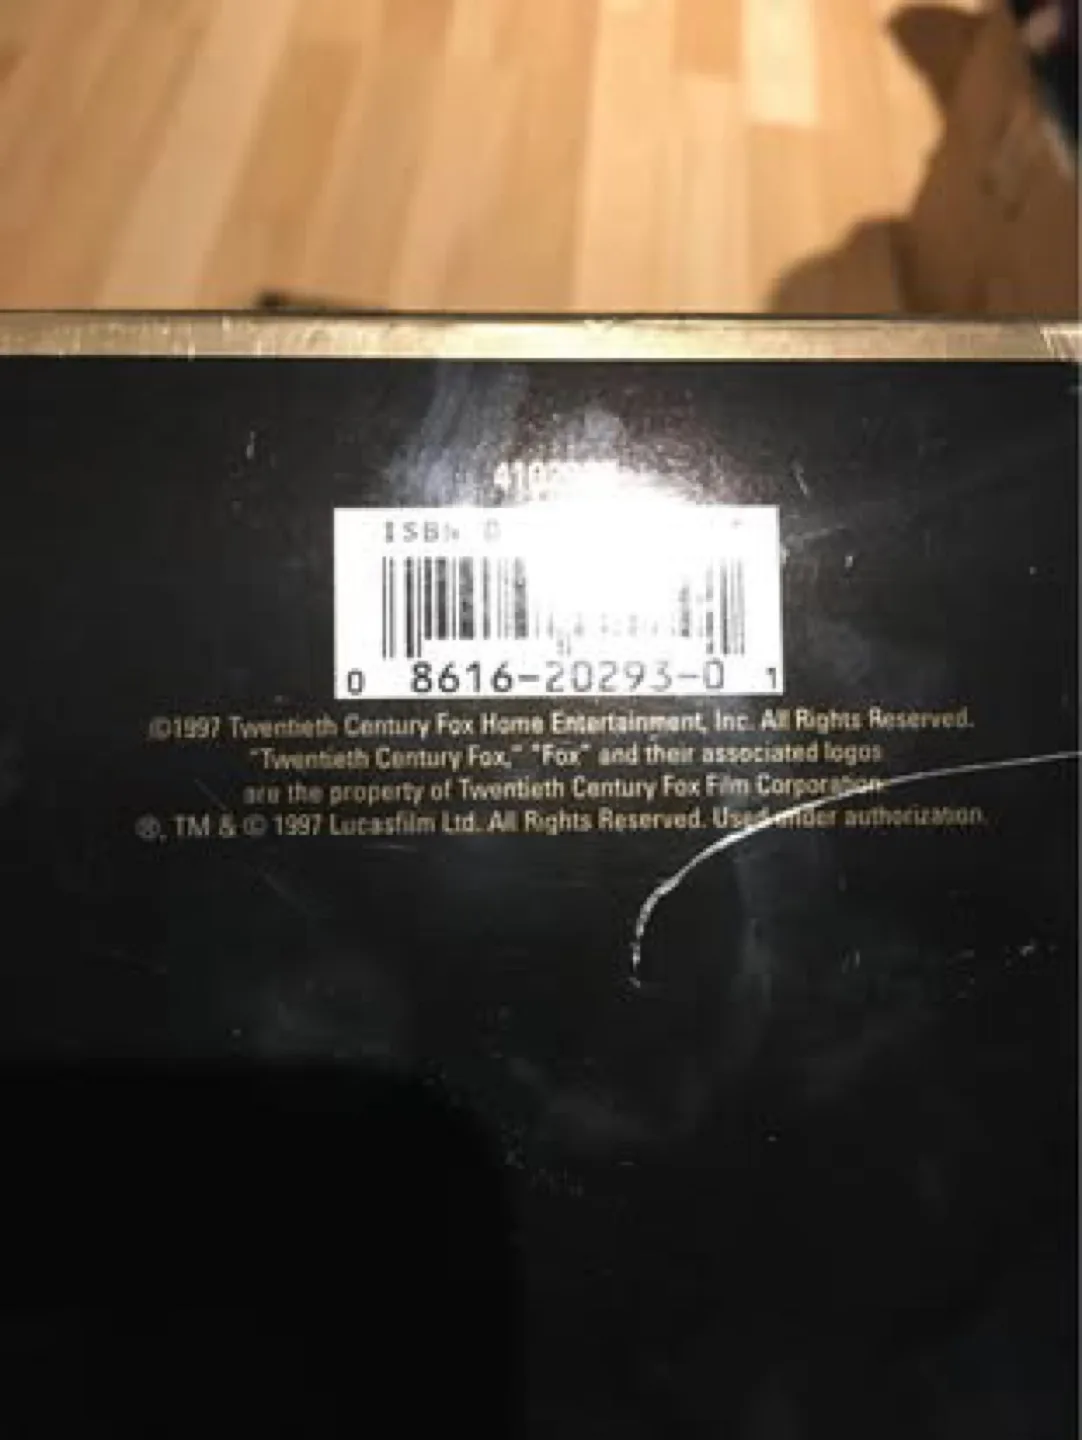 ISBN 0
0 8616-20293-0 1
©1997 Twentieth Century Fox Home Entertainment, Inc. All Rights Reserved.
"Twentieth Century Fox," "Fox" and their associated logos
are the property of Twentieth Century Fox Film Corporation
®, TM & © 1997 Lucasfilm Ltd. All Rights Reserved. Used under authorization.